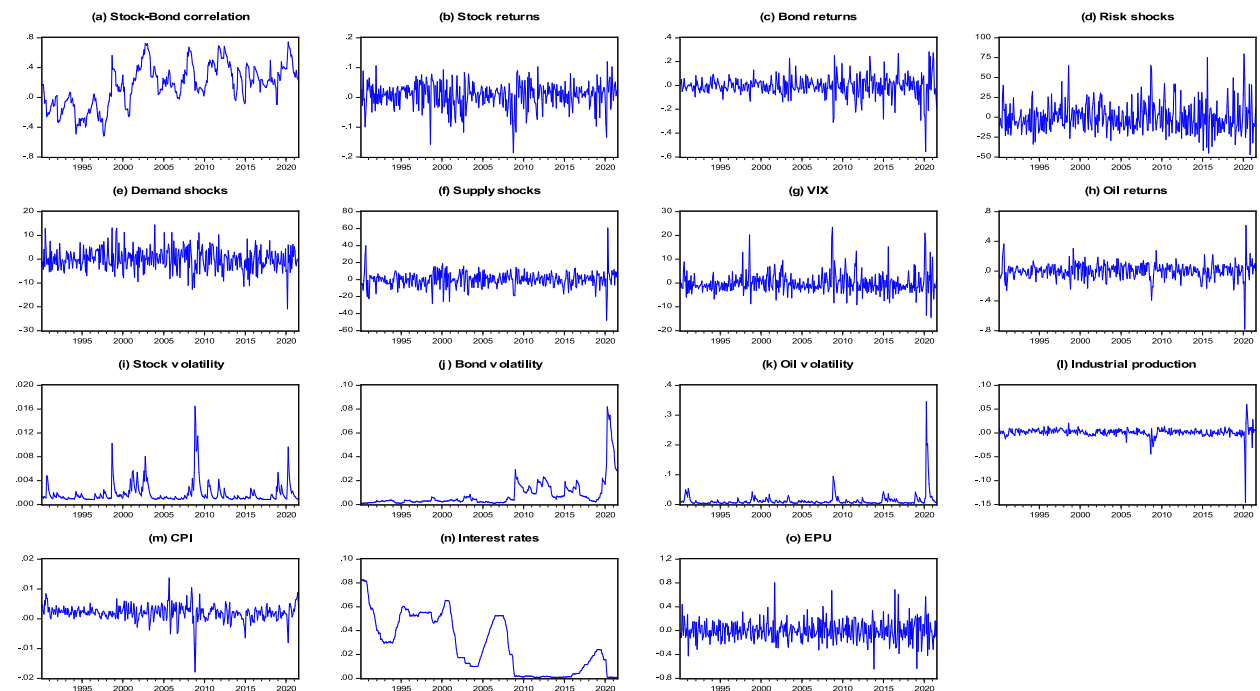 (a) Stock-Bond correlation
.8
.4
.0
-.4
-.8
1995 2000 2005 2010 2015 2020
(b) Stock returns
.2
.1
.0
.1
.2
1995 2000 2005 2010 2015 2020
(c) Bond returns
.4
.2
.0
-.2
-.4
-.6
1995 2000 2005 2010 2015 2020
(d) Risk shocks
100
75
50
25
0
-25
-50
1995 2000 2005 2010 2015 2020
(e) Demand shocks
20
10
0
-10
-20
-30
1995 2000 2005 2010 2015 2020
(f) Supply shocks
80
60
40
20
0
-20
-40
-60
1995 2000 2005 2010 2015 2020
(g) VIX
30
20
10
0
-10
-20
1995 2000 2005 2010 2015 2020
(h) Oil returns
.8
.4
.0
-.4
-.8
1995 2000 2005 2010 2015 2020
(i) Stock volatility
.020
.016
.012
.008
.004
.000
1995 2000 2005 2010 2015 2020
(j) Bond volatility
.10
.08
.06
.04
.02
.00
1995 2000 2005 2010 2015 2020
(k) Oil volatility
.4
.3
.2
.1
.0
1995 2000 2005 2010 2015 2020
(l) Industrial production
.10
.05
.00
-.05
-.10
-.15
1995 2000 2005 2010 2015 2020
(m) CPI
.02
.01
.00
-.01
-.02
1995 2000 2005 2010 2015 2020
(n) Interest rates
.10
.08
.06
.04
.02
.00
1995 2000 2005 2010 2015 2020
(o) EPU
1.2
0.8
0.4
0.0
-0.4
-0.8
1995 2000 2005 2010 2015 2020